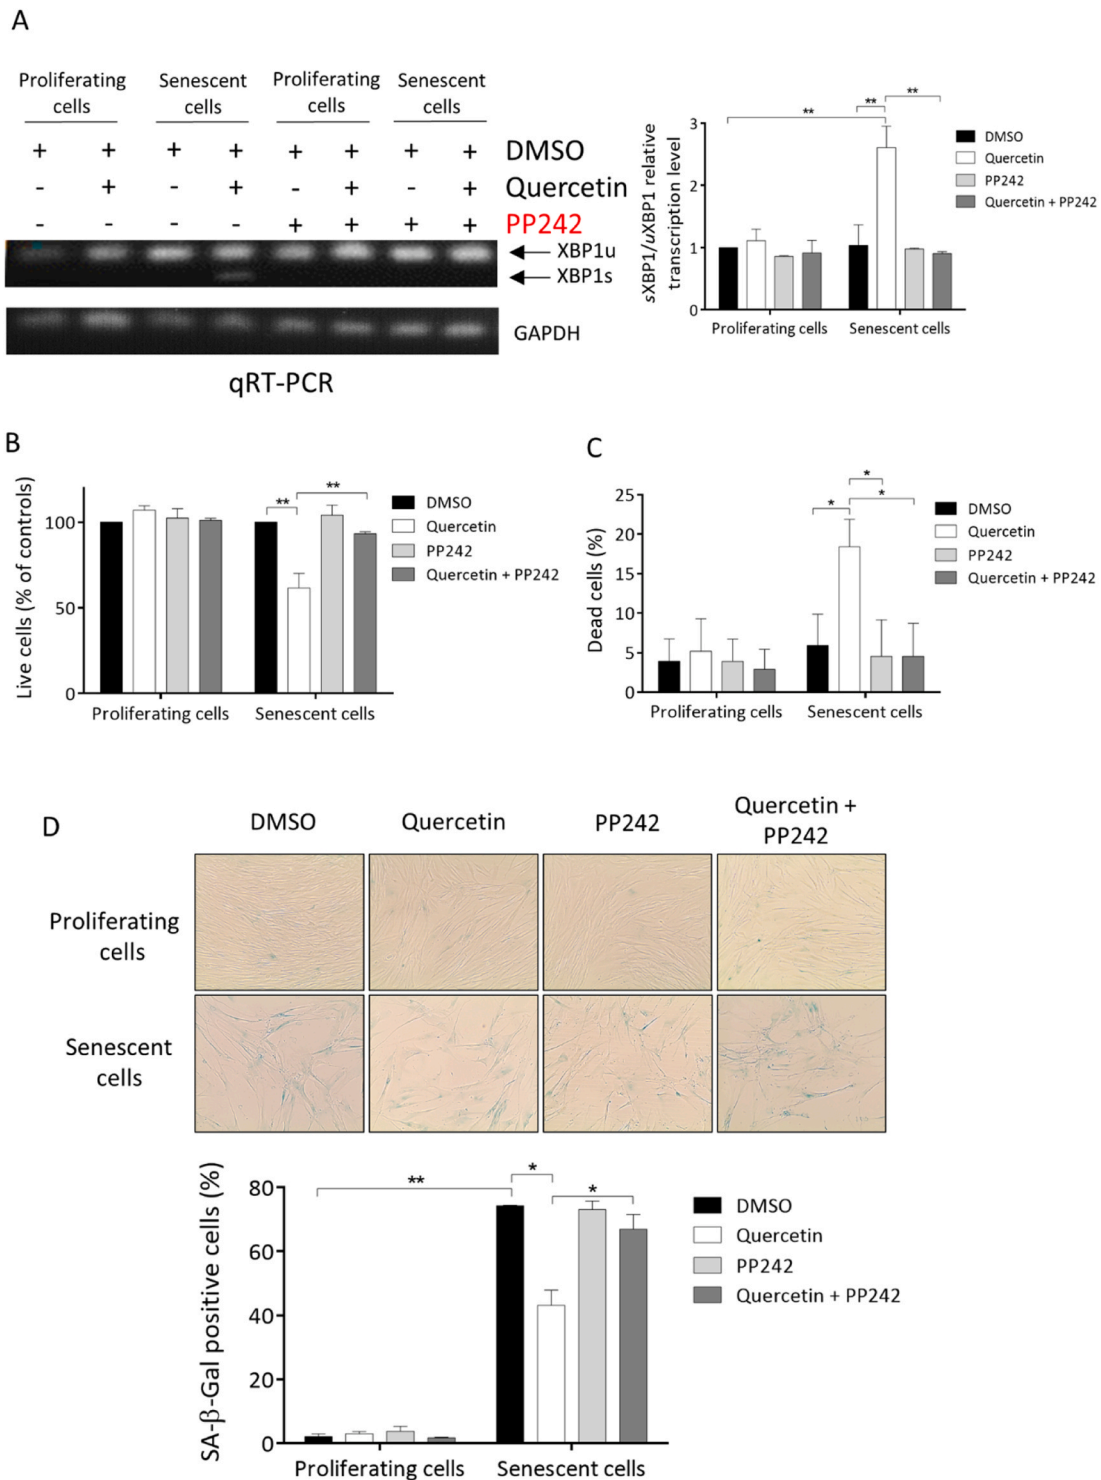 A
Proliferating cells
Senescent cells
Proliferating cells
Senescent cells
+ + + + + + + + DMSO
- + - + - + - + Quercetin
- - - - + + + + PP242
XBP1u
XBP1s
GAPDH
qRT-PCR
sXBP1/uXBP1 relative
transcription level
3
2
1
0
** ** **
DMSO
Quercetin
PP242
Quercetin + PP242
Proliferating cells
Senescent cells
B
Live cells (% of controls)
100
50
0
** **
DMSO
Quercetin
PP242
Quercetin + PP242
Proliferating cells
Senescent cells
C
Dead cells (%)
25
20
15
10
5
0
* * *
DMSO
Quercetin
PP242
Quercetin + PP242
Proliferating cells
Senescent cells
D
DMSO
Quercetin
PP242
Quercetin +
PP242
Proliferating
cells
Senescent
cells
SA-β-Gal positive cells (%)
80
60
40
20
0
** * *
DMSO
Quercetin
PP242
Quercetin + PP242
Proliferating cells
Senescent cells